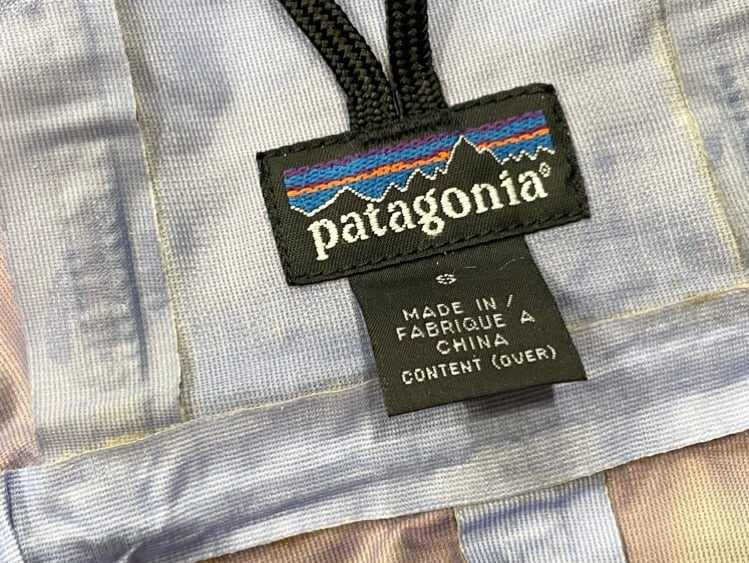 patagonia®
S
MADE IN /
FABRIQUE A
CHINA
CONTENT (OVER)